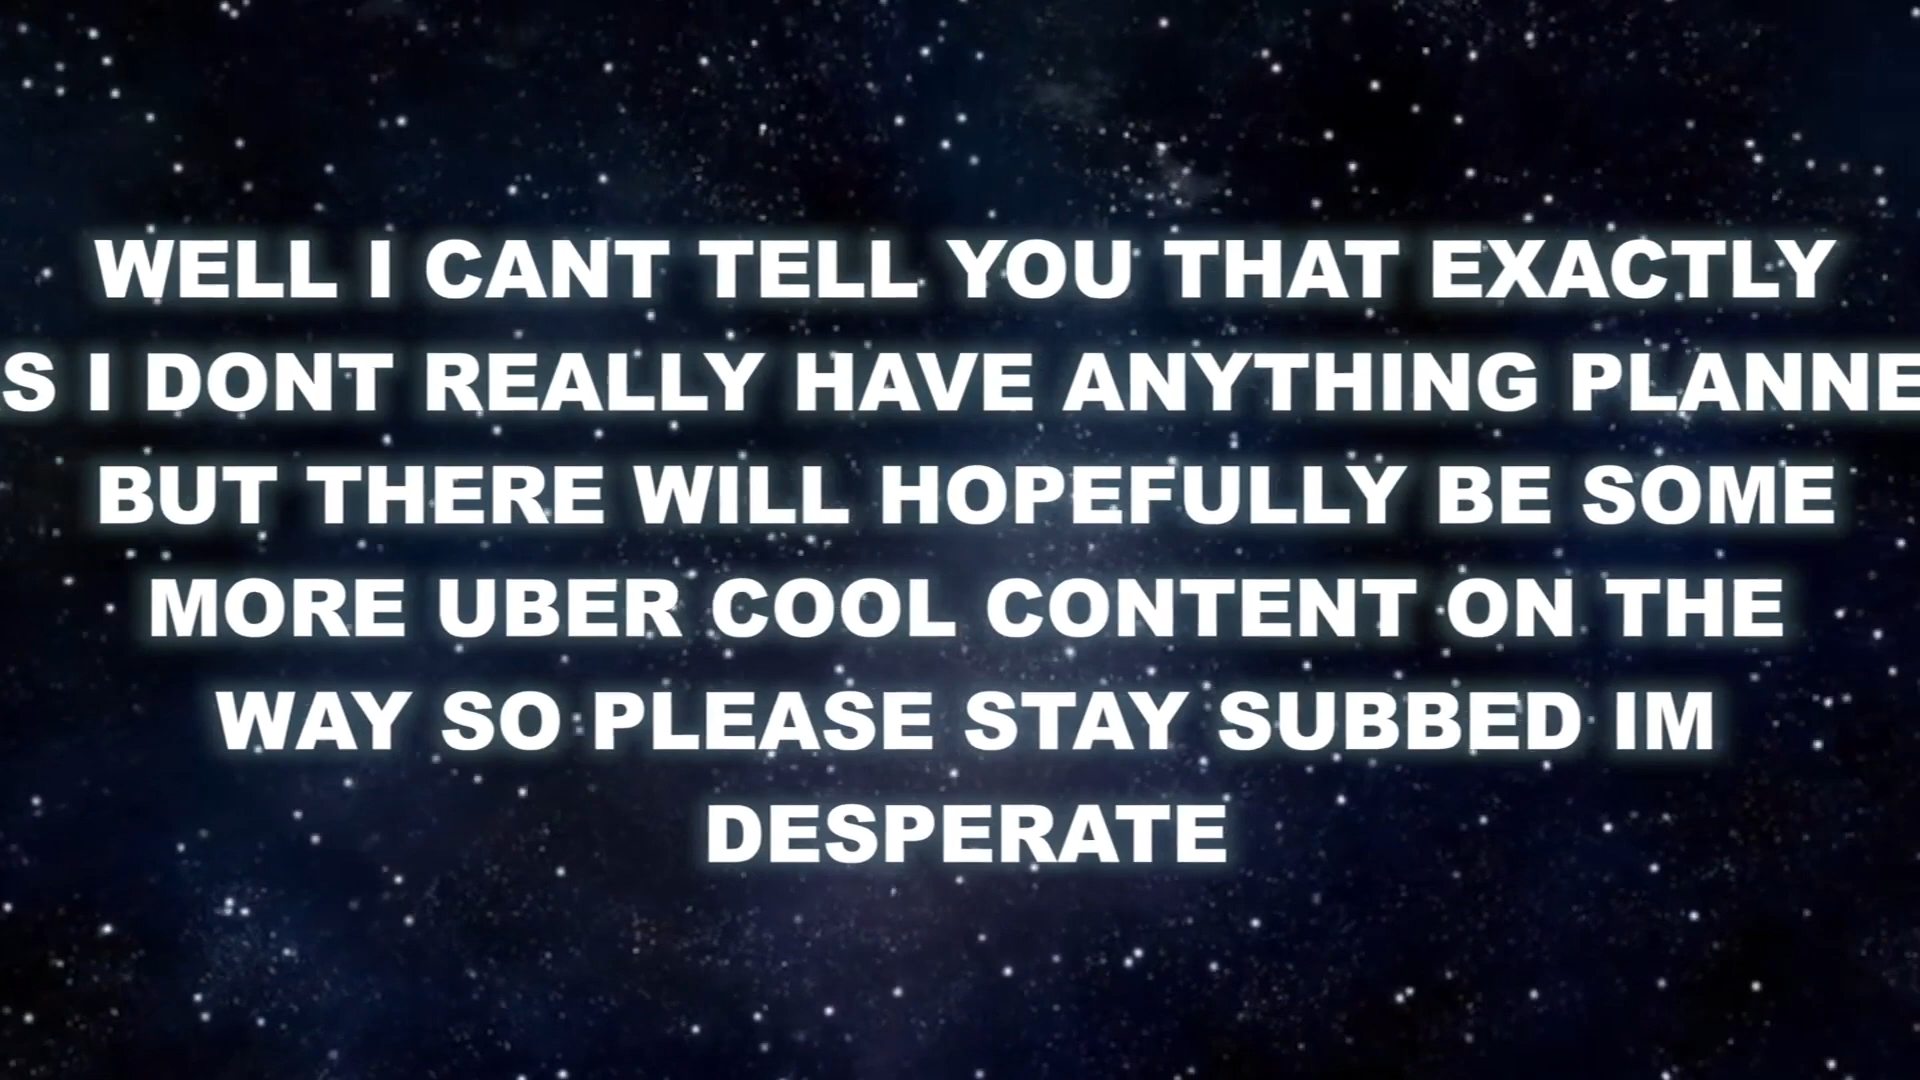 WELL I CANT TELL YOU THAT EXACTLY
S I DONT REALLY HAVE ANYTHING PLANNE
BUT THERE WILL HOPEFULLY BE SOME
MORE UBER COOL CONTENT ON THE
WAY SO PLEASE STAY SUBBED IM
DESPERATE